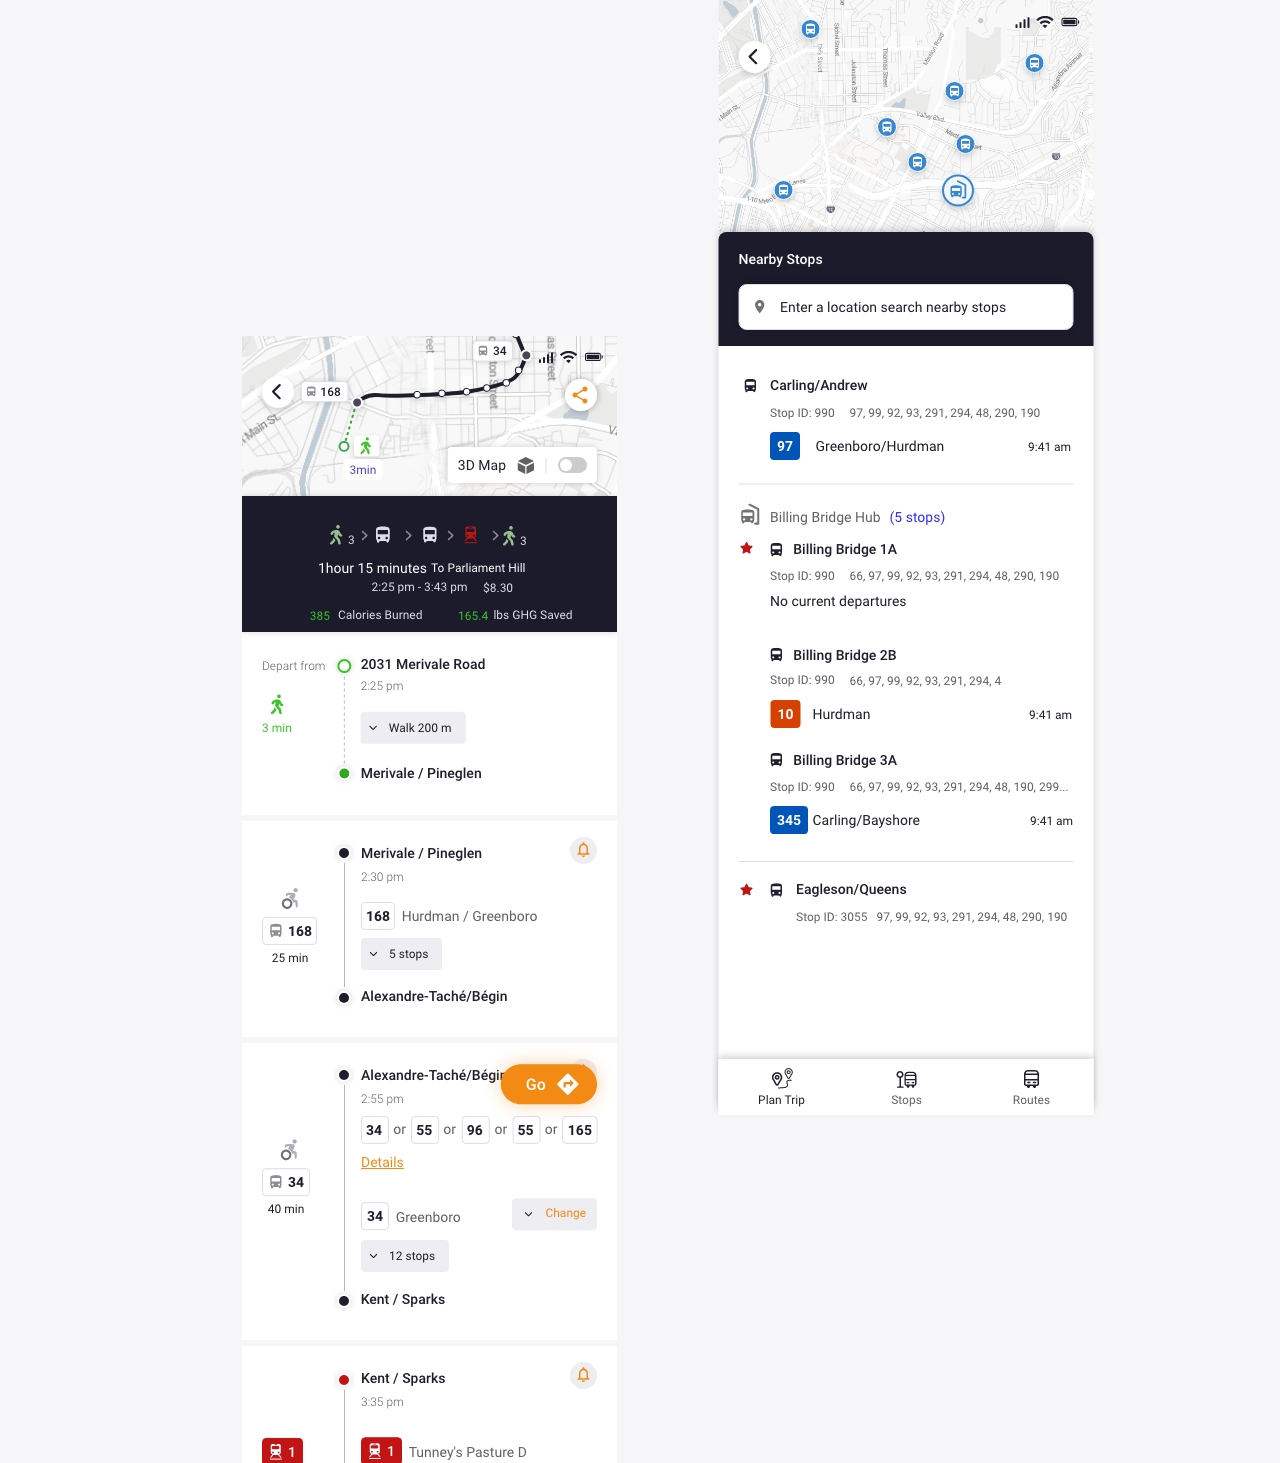 34
168
Main St.
3min
3D Map
3
3
1hour 15 minutes To Parliament Hill
2:25 pm - 3:43 pm $8.30
385 Calories Burned 165.4 lbs GHG Saved
Depart from
2031 Merivale Road
2:25 pm
3 min
Walk 200 m
Merivale / Pineglen
Merivale / Pineglen
2:30 pm
168
25 min
168 Hurdman / Greenboro
5 stops
Alexandre-Taché/Bégin
Go
2:55 pm
34 or 55 or 96 or 55 or 165
Details
34
40 min
34 Greenboro
Change
12 stops
Kent / Sparks
Kent / Sparks
3:35 pm
1
1 Tunney's Pasture D
Thomas Street
Johnston Street
Valley Blvd.
Main St.
Nearby Stops
Enter a location search nearby stops
Carling/Andrew
Stop ID: 990 97, 99, 92, 93, 291, 294, 48, 290, 190
97 Greenboro/Hurdman 9:41 am
Billing Bridge Hub (5 stops)
Billing Bridge 1A
Stop ID: 990 66, 97, 99, 92, 93, 291, 294, 48, 290, 190
No current departures
Billing Bridge 2B
Stop ID: 990 66, 97, 99, 92, 93, 291, 294, 4
10 Hurdman 9:41 am
Billing Bridge 3A
Stop ID: 990 66, 97, 99, 92, 93, 291, 294, 48, 190, 299...
345 Carling/Bayshore 9:41 am
Eagleson/Queens
Stop ID: 3055 97, 99, 92, 93, 291, 294, 48, 290, 190
Plan Trip
Stops
Routes